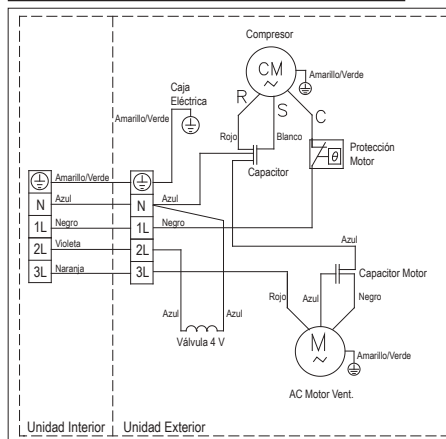 Compresor
CM
Amarillo/Verde
Caja
Eléctrica
Amarillo/Verde
R
S
C
Rojo
Blanco
Protección
Motor
θ
Capacitor
Amarillo/Verde
N
Azul
N
Azul
1L
Negro
1L
Negro
2L
Violeta
2L
3L
Naranja
3L
Azul
Capacitor Motor
Rojo
Azul
Negro
Azul
Azul
Válvula 4 V
M
Amarillo/Verde
AC Motor Vent.
Unidad Interior
Unidad Exterior